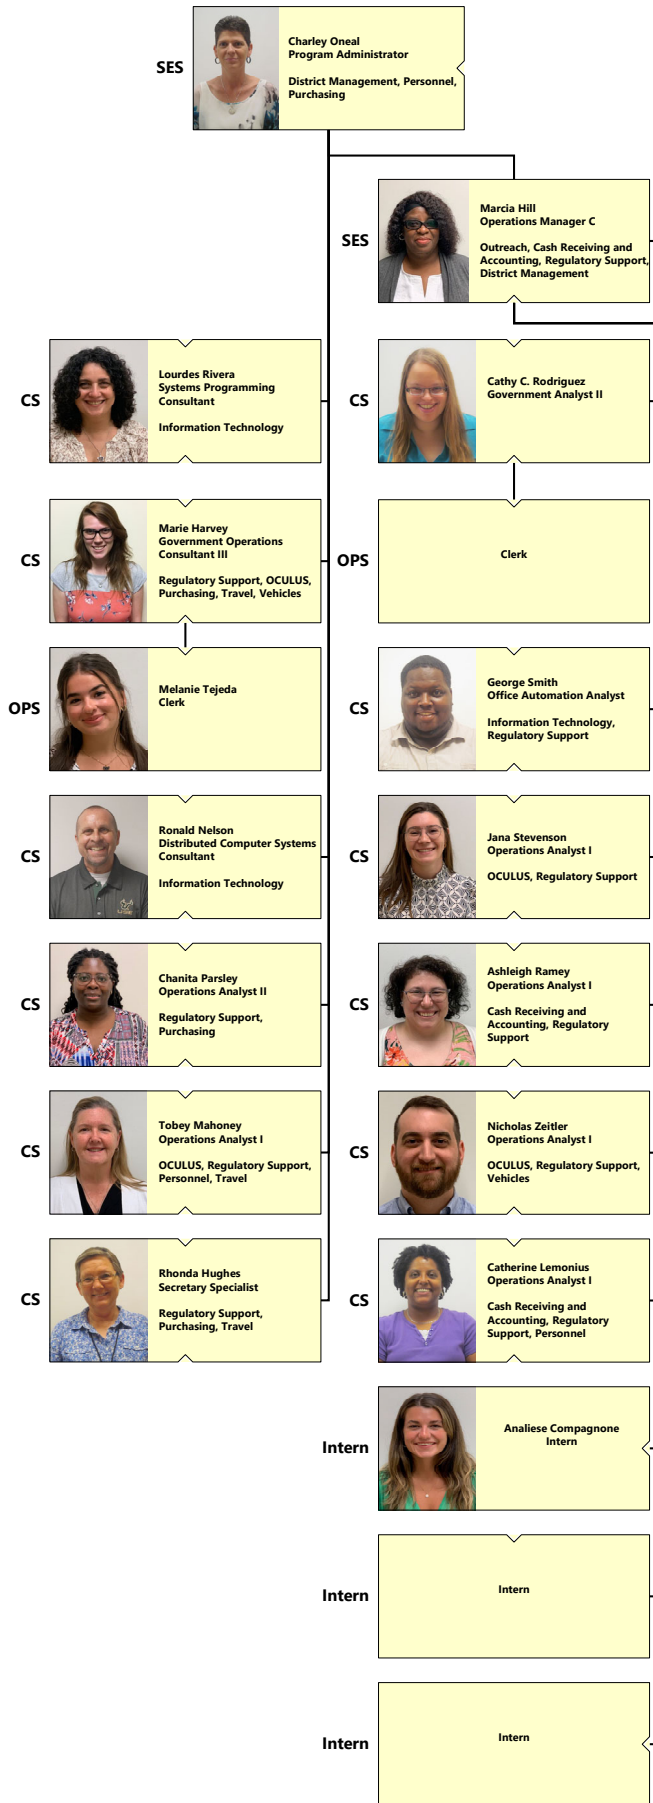 SES
Charley Oneal
Program Administrator
District Management, Personnel,
Purchasing
SES
Marcia Hill
Operations Manager C
Outreach, Cash Receiving and
Accounting, Regulatory Support,
District Management
CS
Lourdes Rivera
Systems Programming
Consultant
Information Technology
CS
Cathy C. Rodriguez
Government Analyst II
CS
Marie Harvey
Government Operations
Consultant III
Regulatory Support, OCULUS,
Purchasing, Travel, Vehicles
OPS
Clerk
OPS
Melanie Tejeda
Clerk
CS
George Smith
Office Automation Analyst
Information Technology,
Regulatory Support
CS
Ronald Nelson
Distributed Computer Systems
Consultant
Information Technology
CS
Jana Stevenson
Operations Analyst I
OCULUS, Regulatory Support
CS
Chanita Parsley
Operations Analyst II
Regulatory Support,
Purchasing
CS
Ashleigh Ramey
Operations Analyst I
Cash Receiving and
Accounting, Regulatory
Support
CS
Tobey Mahoney
Operations Analyst I
OCULUS, Regulatory Support,
Personnel, Travel
CS
Nicholas Zeitler
Operations Analyst I
OCULUS, Regulatory Support,
Vehicles
CS
Rhonda Hughes
Secretary Specialist
Regulatory Support,
Purchasing, Travel
CS
Catherine Lemonius
Operations Analyst I
Cash Receiving and
Accounting, Regulatory
Support, Personnel
Intern
Analiese Compagnone
Intern
Intern
Intern
Intern
Intern